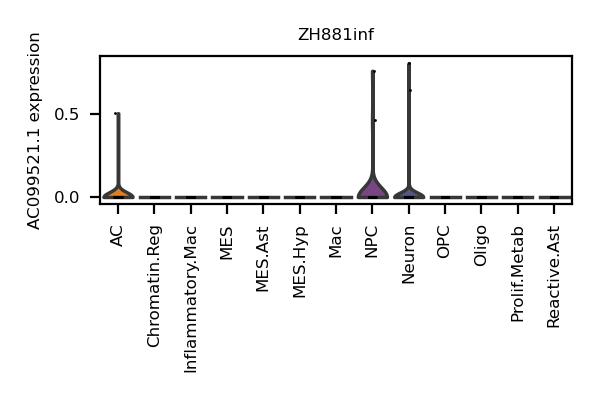 ZH881inf
AC099521.1 expression
0.5
0.0
AC
Chromatin.Reg
Inflammatory.Mac
MES
MES.Ast
MES.Hyp
Mac
NPC
Neuron
OPC
Oligo
Prolif.Metab
Reactive.Ast